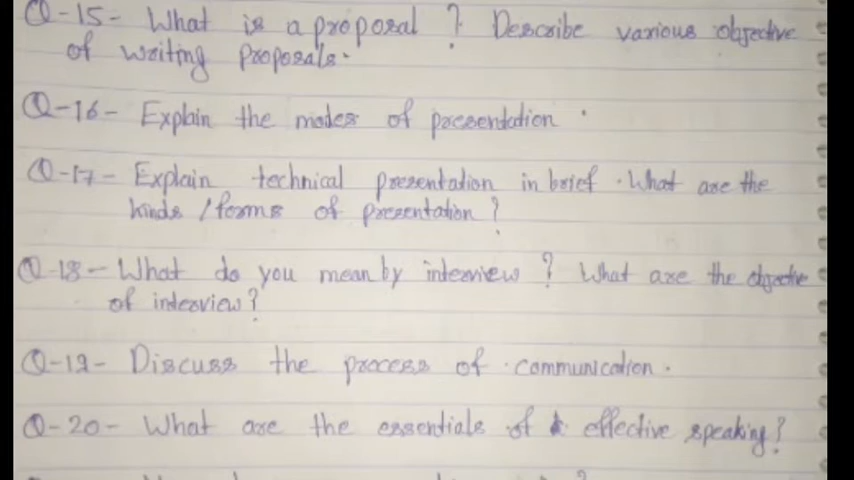 Q-15- What is a proposal ? Describe various objective
of writing proposals.
Q-16- Explain the modes of presentation .
Q-17- Explain technical presentation in brief . What are the
kinds / forms of presentation ?
Q-18- What do you mean by interview ? What are the objective
of interview ?
Q-19- Discuss the process of communication .
Q-20- What are the essentials of effective speaking ?